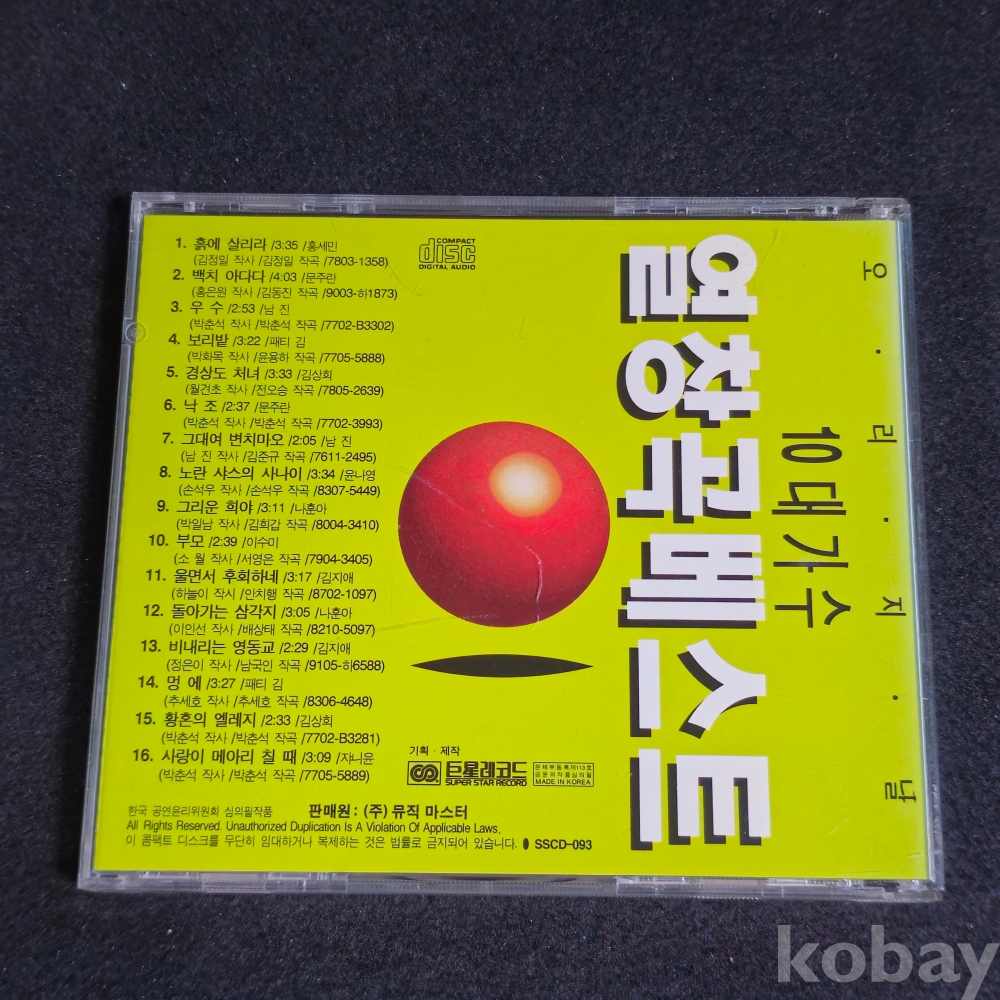 1. 흙에 살리라 /3:35 /홍세민
(김정일 작사 /김정일 작곡 /7803-1358)
2. 백치 아다다 /4:03 /문주란
(홍은원 작사 /김동진 작곡 /9003-하1873)
3. 우 수 /2:53 /남 진
(박춘석 작사 /박춘석 작곡 /7702-B3302)
4. 보리밭 /3:22 /패티 김
(박화목 작사 /윤용하 작곡 /7705-5888)
5. 경상도 처녀 /3:33 /김상희
(월견초 작사 /전오승 작곡 /7805-2639)
6. 낙 조 /2:37 /문주란
(박춘석 작사 /박춘석 작곡 /7702-3993)
7. 그대여 변치마오 /2:05 /남 진
(남 진 작사 /김준규 작곡 /7611-2495)
8. 노란 샤스의 사나이 /3:34 /윤나영
(손석우 작사 /손석우 작곡 /8307-5449)
9. 그리운 희야 /3:11 /나훈아
(박일남 작사 /김희갑 작곡 /8004-3410)
10. 부모 /2:39 /이수미
(소 월 작사 /서영은 작곡 /7904-3405)
11. 울면서 후회하네 /3:17 /김지애
(하늘이 작시 /안치행 작곡 /8702-1097)
12. 돌아가는 삼각지 /3:05 /나훈아
(이인선 작사 /배상태 작곡 /8210-5097)
13. 비내리는 영동교 /2:29 /김지애
(정은이 작사 /남국인 작곡 /9105-하6588)
14. 멍 에 /3:27 /패티 김
(추세호 작사 /추세호 작곡 /8306-4648)
15. 황혼의 엘레지 /2:33 /김상희
(박춘석 작사 /박춘석 작곡 /7702-B3281)
16. 사랑이 메아리 칠 때 /3:09 /쟈니윤
(박춘석 작사 /박춘석 작곡 /7705-5889)
COMPACT
disc
DIGITAL AUDIO
오.리.지.날
10대가수
열창곡베스트
기획 · 제작
巨星레코드
SUPER STAR RECORD
문체부등록제113호
공윤위작품심의필
MADE IN KOREA
한국 공연윤리위원회 심의필작품
판매원 : (주) 뮤직 마스터
All Rights Reserved. Unauthorized Duplication Is A Violation Of Applicable Laws.
이 콤팩트 디스크를 무단히 임대하거나 복제하는 것은 법률로 금지되어 있습니다.
SSCD-093
kobay